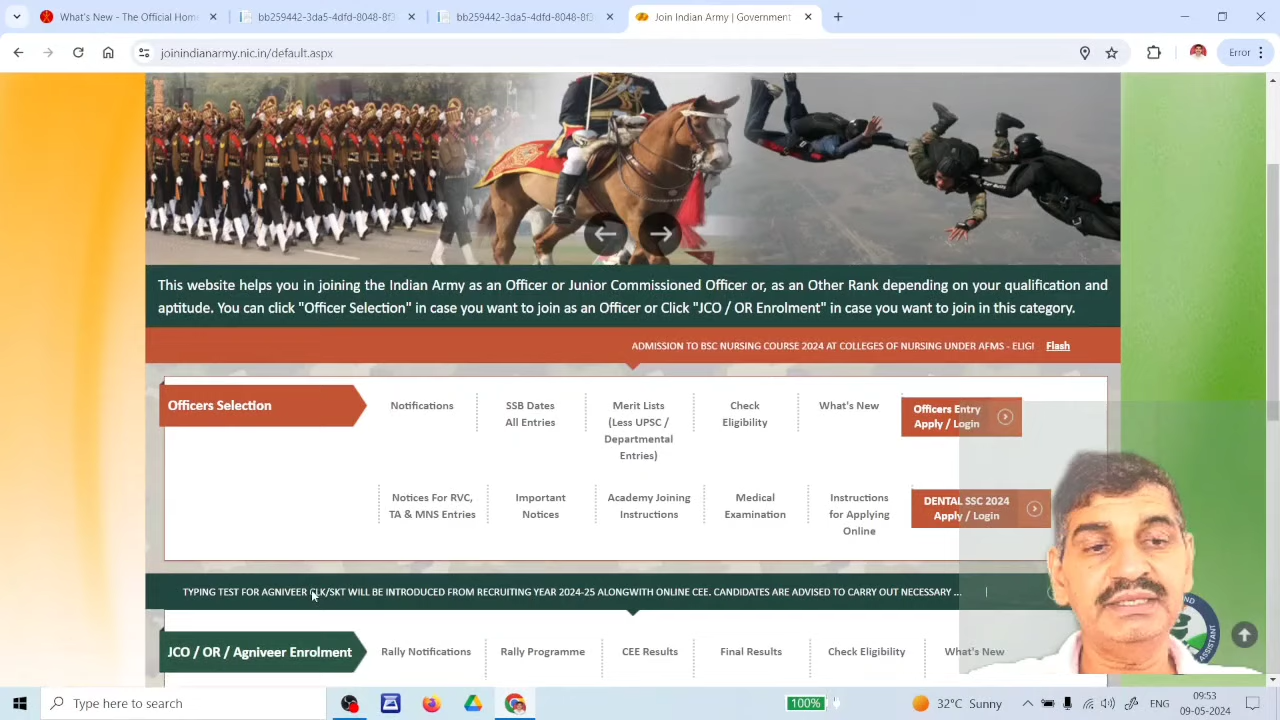 What's New - Home of the O
bb259445-3da5-4ddf-8048-8f3
bb259445-3da5-4ddf-8048-8f3
Join Indian Army | Government
joinindianarmy.nic.in/default.aspx
Error
This website helps you in joining the Indian Army as an Officer or Junior Commissioned Officer or, as an Other Rank depending on your qualification and
aptitude. You can click "Officer Selection" in case you want to join as an Officer or Click "JCO / OR Enrolment" in case you want to join in this category.
ADMISSION TO BSC NURSING COURSE 2024 AT COLLEGES OF NURSING UNDER AFMS - ELIGI
Flash
Officers Selection
Notifications
SSB Dates
All Entries
Merit Lists
(Less UPSC /
Departmental
Entries)
Check
Eligibility
What's New
Officers Entry
Apply / Login
Notices For RVC,
TA & MNS Entries
Important
Notices
Academy Joining
Instructions
Medical
Examination
Instructions
for Applying
Online
DENTAL SSC 2024
Apply / Login
TYPING TEST FOR AGNIVEER CLK/SKT WILL BE INTRODUCED FROM RECRUITING YEAR 2024-25 ALONGWITH ONLINE CEE. CANDIDATES ARE ADVISED TO CARRY OUT NECESSARY ... |
JCO / OR / Agniveer Enrolment
Rally Notifications
Rally Programme
CEE Results
Final Results
Check Eligibility
What's New
ASSISTANT
Type here to search
100%
32°C Sunny
ENG
09:53
09-05-2024